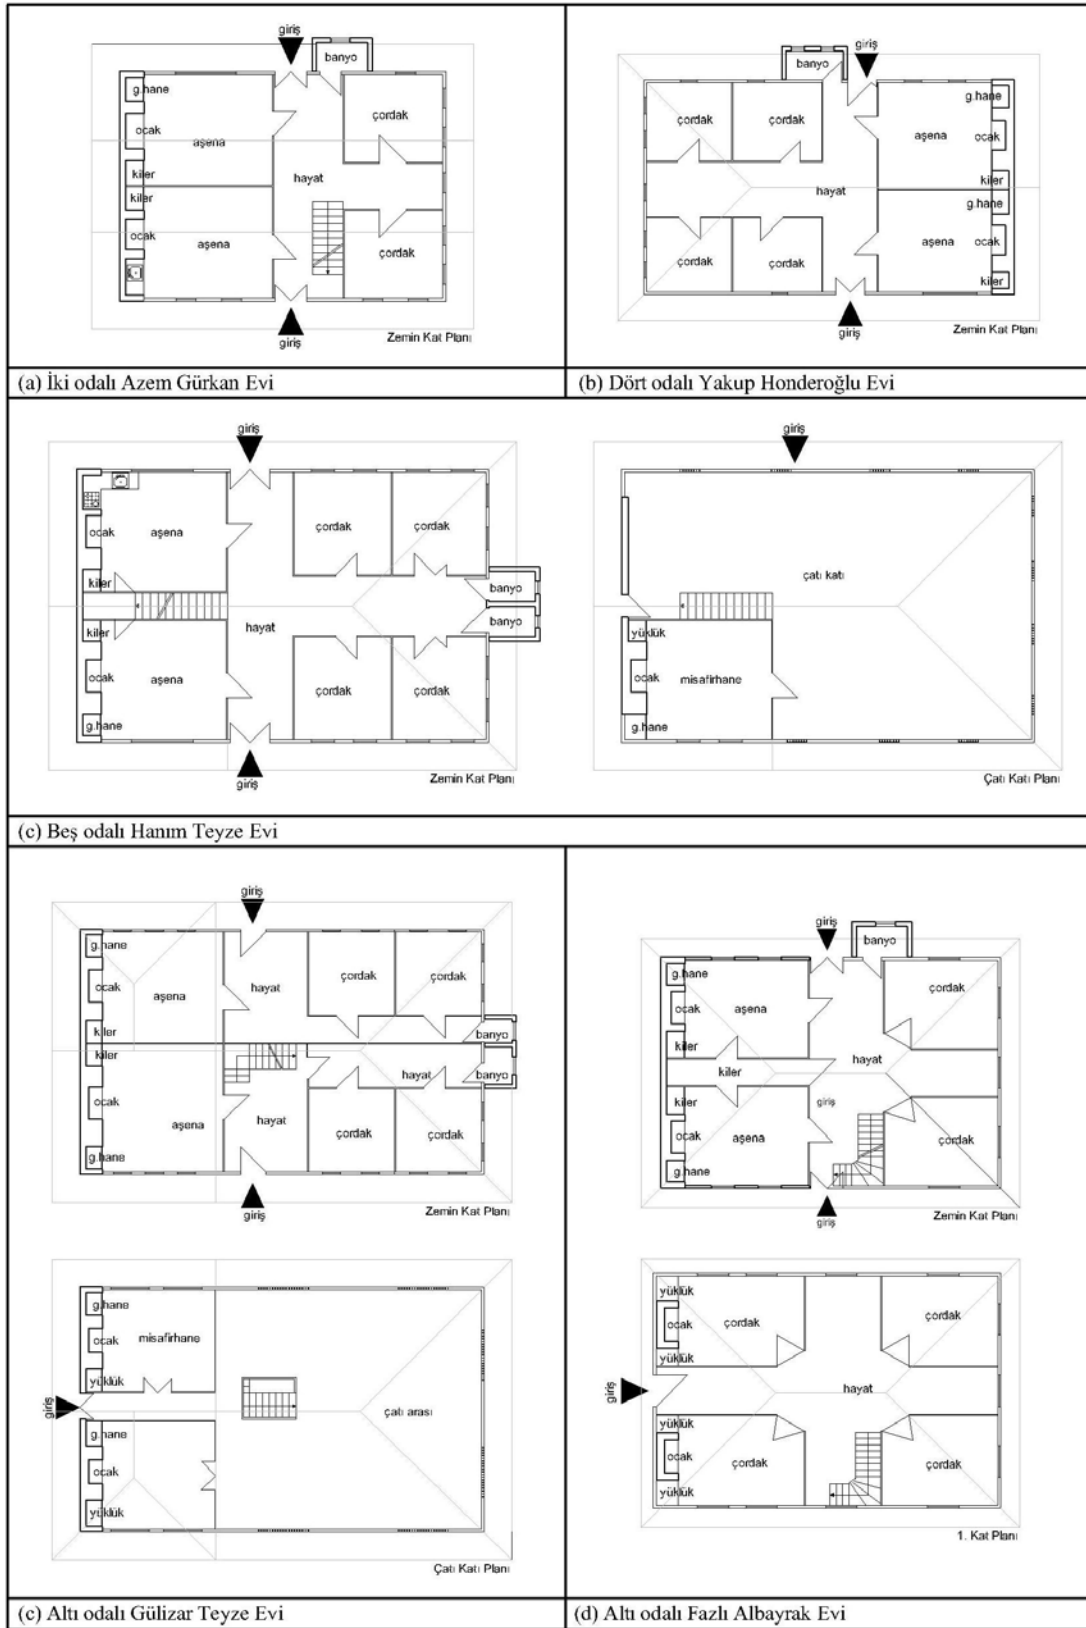 giriş
banyo
g.hane
çordak
ocak
aşena
hayat
kiler
kiler
ocak
aşena
çordak
Zemin Kat Planı
giriş
(a) İki odalı Azem Gürkan Evi
giriş
banyo
g.hane
çordak
çordak
ocak
aşena
kiler
hayat
g.hane
aşena
ocak
çordak
çordak
kiler
Zemin Kat Planı
giriş
(b) Dört odalı Yakup Honderoğlu Evi
giriş
ocak
aşena
çordak
çordak
kiler
banyo
kiler
hayat
banyo
ocak
aşena
çordak
çordak
g.hane
Zemin Kat Planı
giriş
giriş
çatı katı
yüklük
ocak
misafirhane
g.hane
Çatı Katı Planı
(c) Beş odalı Hanım Teyze Evi
giriş
g.hane
ocak
aşena
hayat
çordak
çordak
kiler
banyo
kiler
hayat
banyo
ocak
aşena
hayat
çordak
çordak
g.hane
giriş
Zemin Kat Planı
g.hane
ocak
misafirhane
yüklük
giriş
çatı arası
g.hane
ocak
yüklük
Çatı Katı Planı
(c) Altı odalı Gülizar Teyze Evi
giriş
banyo
g.hane
ocak
aşena
çordak
kiler
hayat
kiler
kiler
giriş
ocak
aşena
çordak
g.hane
giriş
Zemin Kat Planı
yüklük
ocak
çordak
çordak
yüklük
giriş
hayat
yüklük
ocak
çordak
çordak
yüklük
1. Kat Planı
(d) Altı odalı Fazlı Albayrak Evi